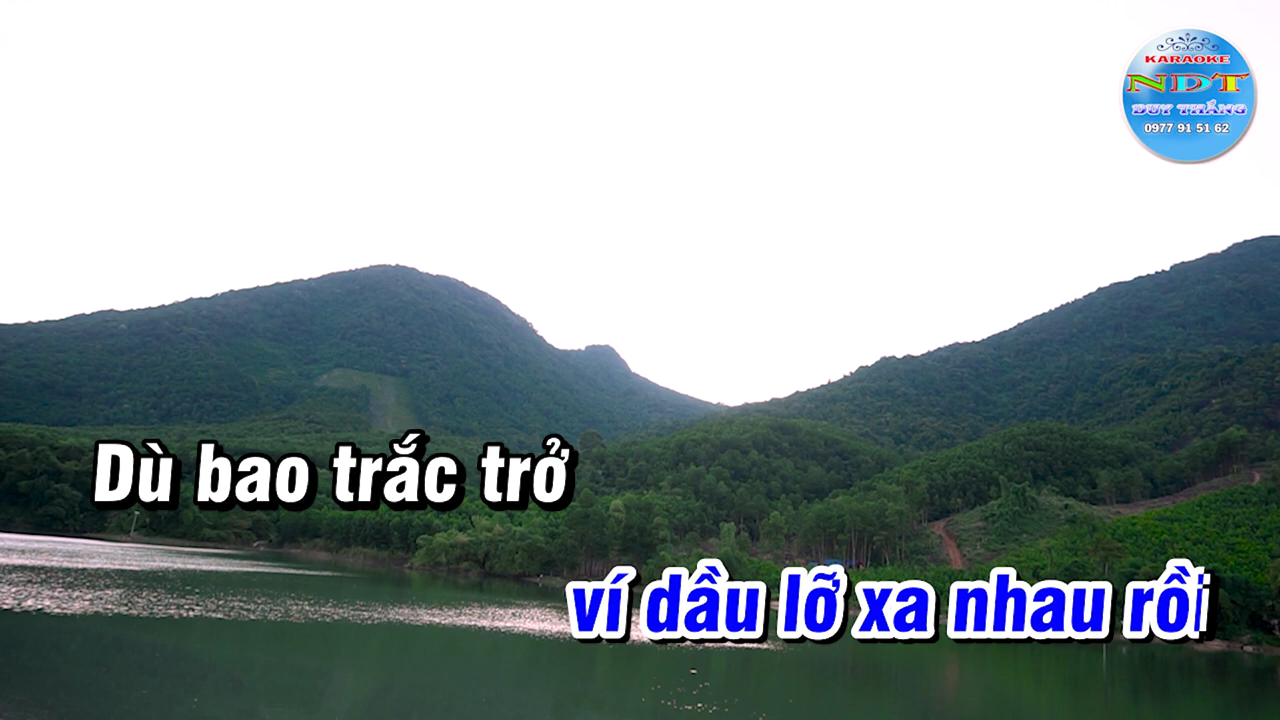 KARAOKE
NDT
DUY THẮNG
0977 91 51 62
Dù bao trắc trở
ví dầu lỡ xa nhau rồi